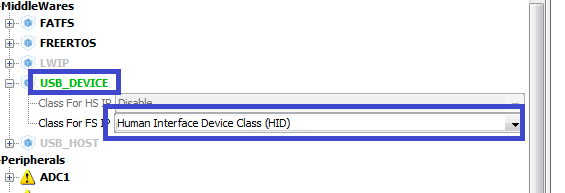 MiddleWares
FATFS
FREERTOS
LWIP
USB_DEVICE
Class For HS IP Disable
Class For FS IP Human Interface Device Class (HID)
USB_HOST
Peripherals
ADC1